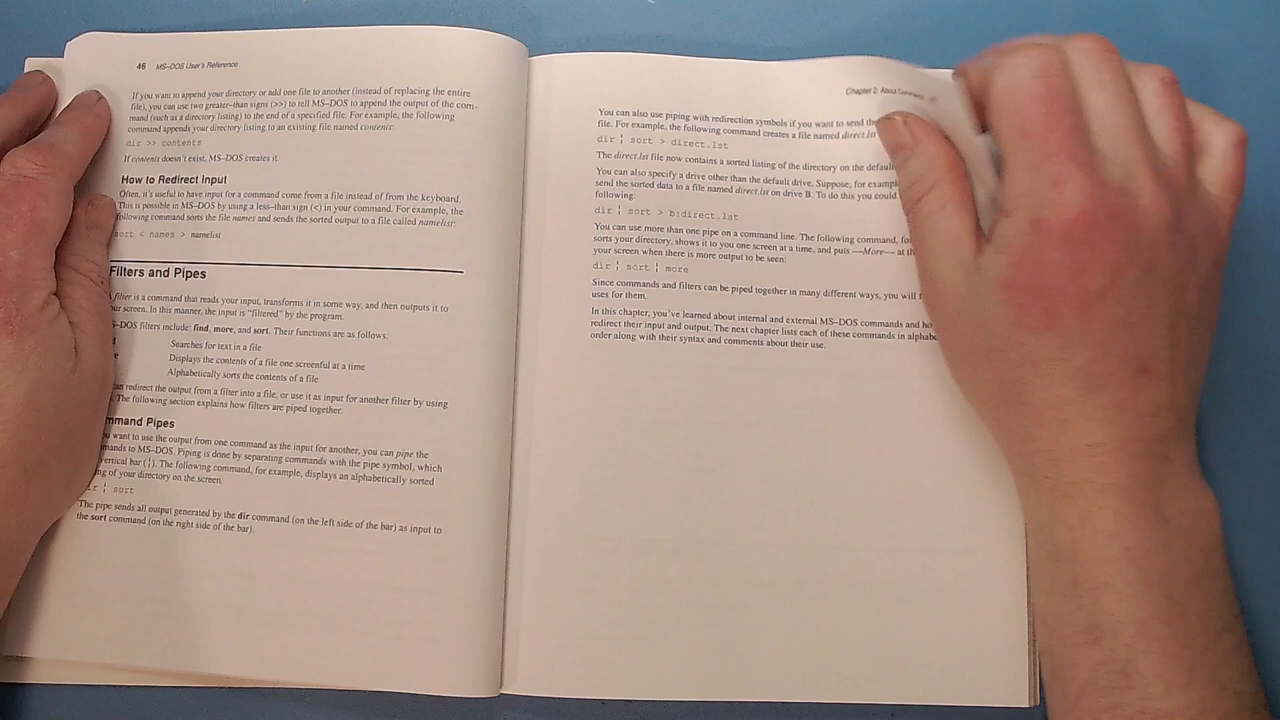 46 MS-DOS User's Reference
If you want to append your directory or add one file to another (instead of replacing the entire
file), you can use two greater-than signs (>>) to tell MS-DOS to append the output of the com-
mand (such as a directory listing) to the end of a specified file. For example, the following
command appends your directory listing to an existing file named contents:
dir >> contents
If contents doesn't exist, MS-DOS creates it.
How to Redirect Input
Often, it's useful to have input for a command come from a file instead of from the keyboard.
This is possible in MS-DOS by using a less-than sign (<) in your command. For example, the
following command sorts the file names and sends the sorted output to a file called namelist:
sort < names > namelist
Filters and Pipes
filter is a command that reads your input, transforms it in some way, and then outputs it to
ur screen. In this manner, the input is "filtered" by the program.
S-DOS filters include: find, more, and sort. Their functions are as follows:
Searches for text in a file
Displays the contents of a file one screenful at a time
Alphabetically sorts the contents of a file
can redirect the output from a filter into a file, or use it as input for another filter by using
. The following section explains how filters are piped together.
mmand Pipes
ou want to use the output from one command as the input for another, you can pipe the
mands to MS-DOS. Piping is done by separating commands with the pipe symbol, which
vertical bar (¦). The following command, for example, displays an alphabetically sorted
ng of your directory on the screen:
ir ¦ sort
The pipe sends all output generated by the dir command (on the left side of the bar) as input to
the sort command (on the right side of the bar).
Chapter 2: About
You can also use piping with redirection symbols if you want to send the
file. For example, the following command creates a file named direct.lst
dir ¦ sort > direct.lst
The direct.lst file now contains a sorted listing of the directory on the defaul
You can also specify a drive other than the default drive. Suppose, for exampl
send the sorted data to a file named direct.lst on drive B. To do this you could
following:
dir ¦ sort > b:direct.lst
You can use more than one pipe on a command line. The following command, fo
sorts your directory, shows it to you one screen at a time, and puts —More— at th
your screen when there is more output to be seen:
dir ¦ sort ¦ more
Since commands and filters can be piped together in many different ways, you will f
uses for them.
In this chapter, you've learned about internal and external MS-DOS commands and ho
redirect their input and output. The next chapter lists each of these commands in alphabe
order along with their syntax and comments about their use.